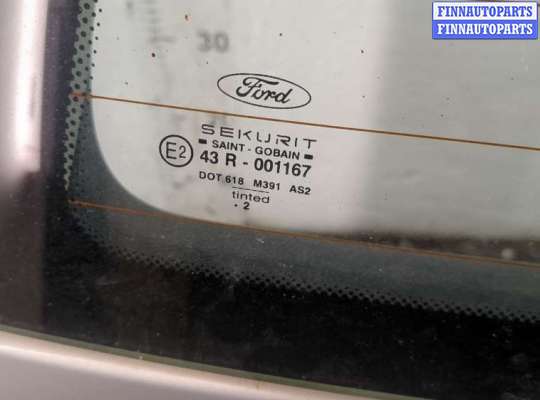 FINNAUTOPARTS
FINNAUTOPARTS
30
Ford
SEKURIT
SAINT - GOBAIN
E2 43 R - 001167
DOT 618 M391 AS2
tinted
. 2